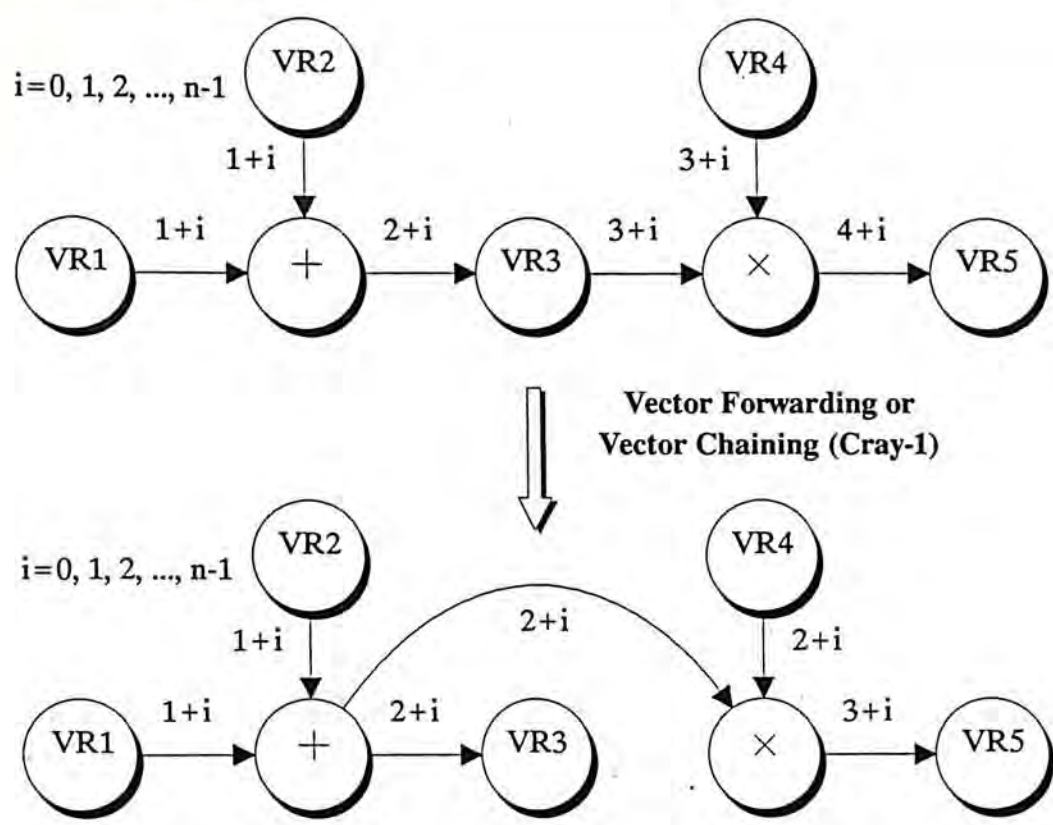 VR2
VR4
i=0, 1, 2, ..., n-1
1+i
3+i
1+i
2+i
3+i
4+i
VR1
+
VR3
×
VR5
Vector Forwarding or
Vector Chaining (Cray-1)
VR2
VR4
i=0, 1, 2, ..., n-1
2+i
1+i
2+i
1+i
2+i
3+i
VR1
+
VR3
×
VR5